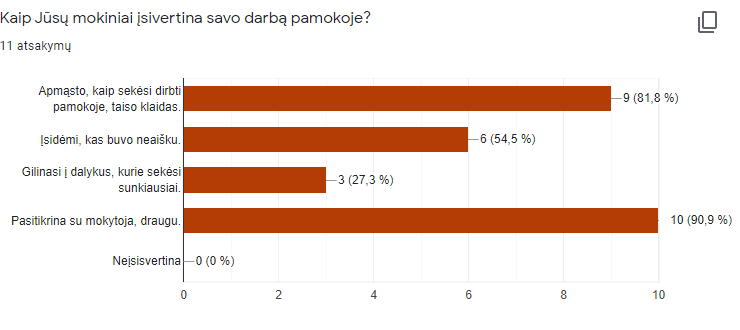 Kaip Jūsų mokiniai įsivertina savo darbą pamokoje?
11 atsakymų
Apmąsto, kaip sekėsi dirbti
pamokoje, taiso klaidas.
9 (81,8 %)
Įsidėmi, kas buvo neaišku.
6 (54,5 %)
Gilinasi į dalykus, kurie sekėsi
sunkiausiai.
3 (27,3 %)
Pasitikrina su mokytoja, draugu.
10 (90,9 %)
Neįsisvertina
0 (0 %)
0 2 4 6 8 10